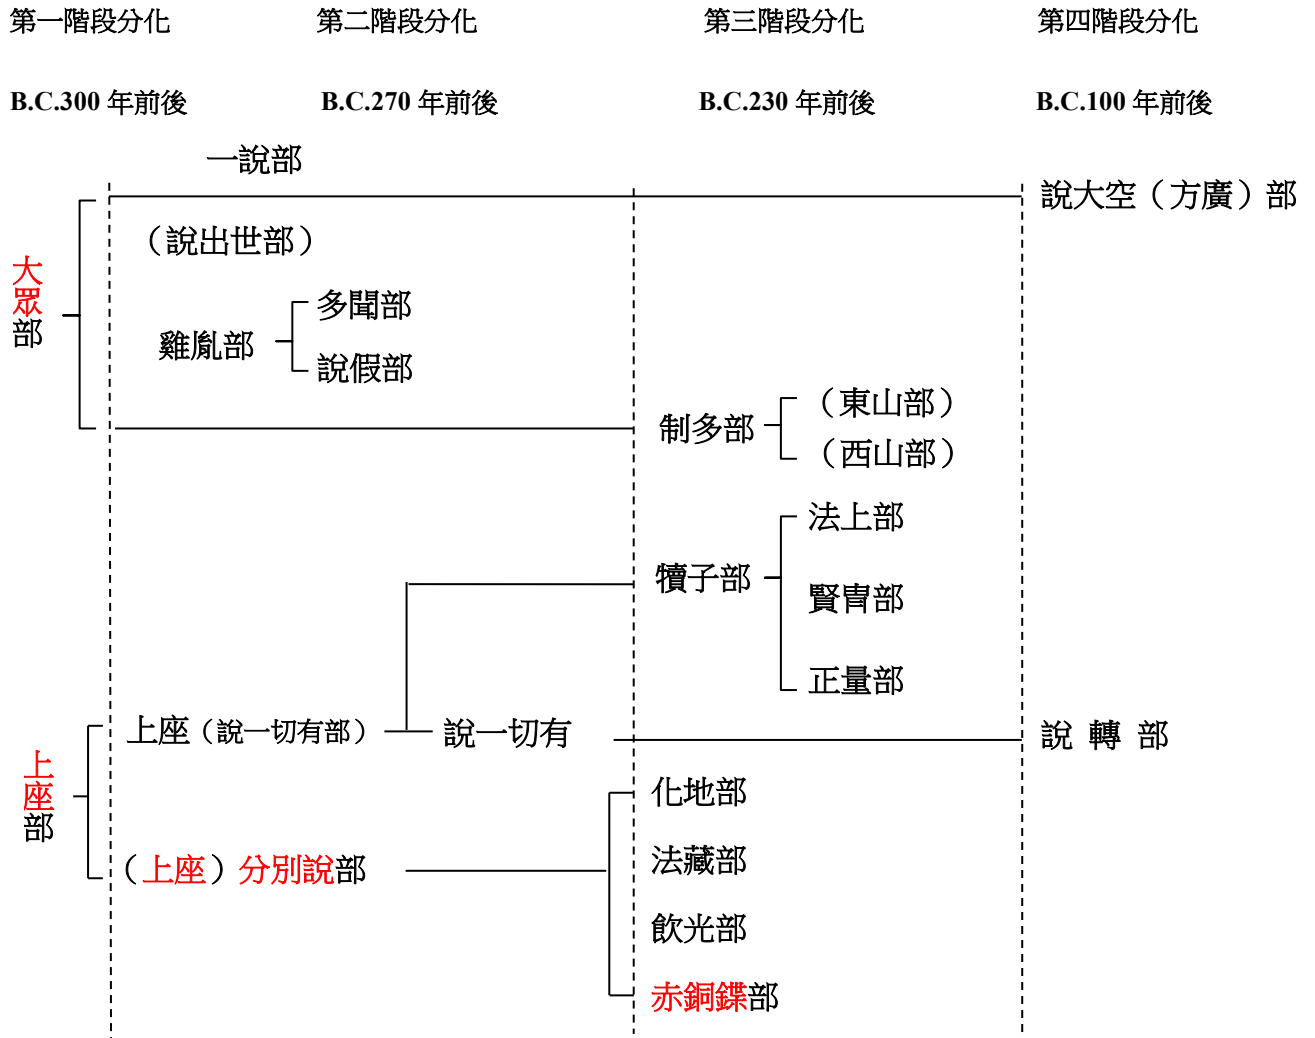 第一階段分化
第二階段分化
第三階段分化
第四階段分化
B.C.300 年前後
B.C.270 年前後
B.C.230 年前後
B.C.100 年前後
一說部
說大空（方廣）部
（說出世部）
大眾部
多聞部
雞胤部
說假部
（東山部）
制多部
（西山部）
法上部
犢子部
賢冑部
正量部
上座（說一切有部）
說一切有
說 轉 部
上座部
化地部
法藏部
（上座）分別說部
飲光部
赤銅鍱部